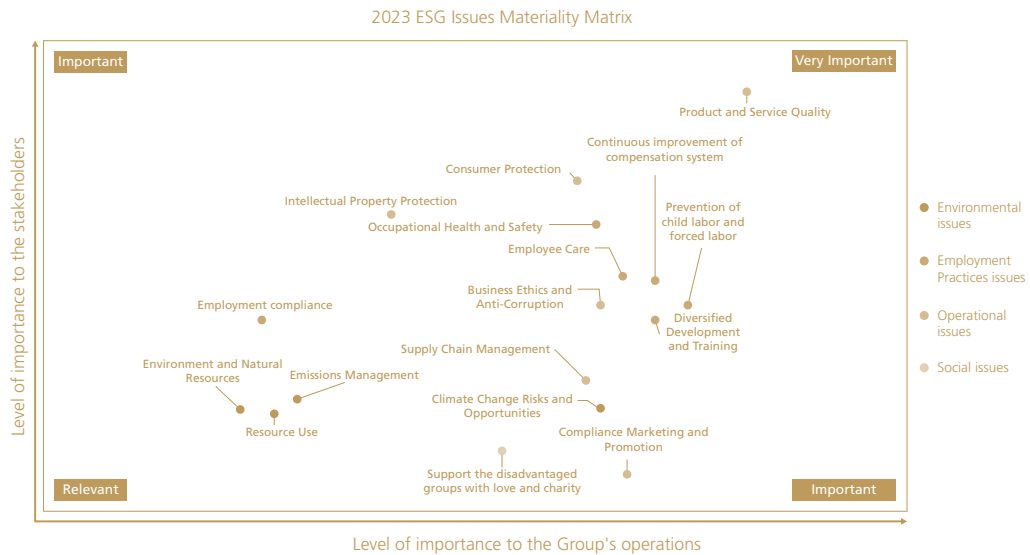 2023 ESG Issues Materiality Matrix
Important
Very Important
Product and Service Quality
Continuous improvement of
compensation system
Consumer Protection
Intellectual Property Protection
Occupational Health and Safety
Prevention of
child labor and
forced labor
Employee Care
Business Ethics and
Anti-Corruption
Employment compliance
Diversified
Development
and Training
Supply Chain Management
Environment and Natural
Resources
Emissions Management
Climate Change Risks and
Opportunities
Resource Use
Compliance Marketing and
Promotion
Support the disadvantaged
groups with love and charity
Relevant
Important
Level of importance to the stakeholders
Level of importance to the Group's operations
Environmental
issues
Employment
Practices issues
Operational
issues
Social issues